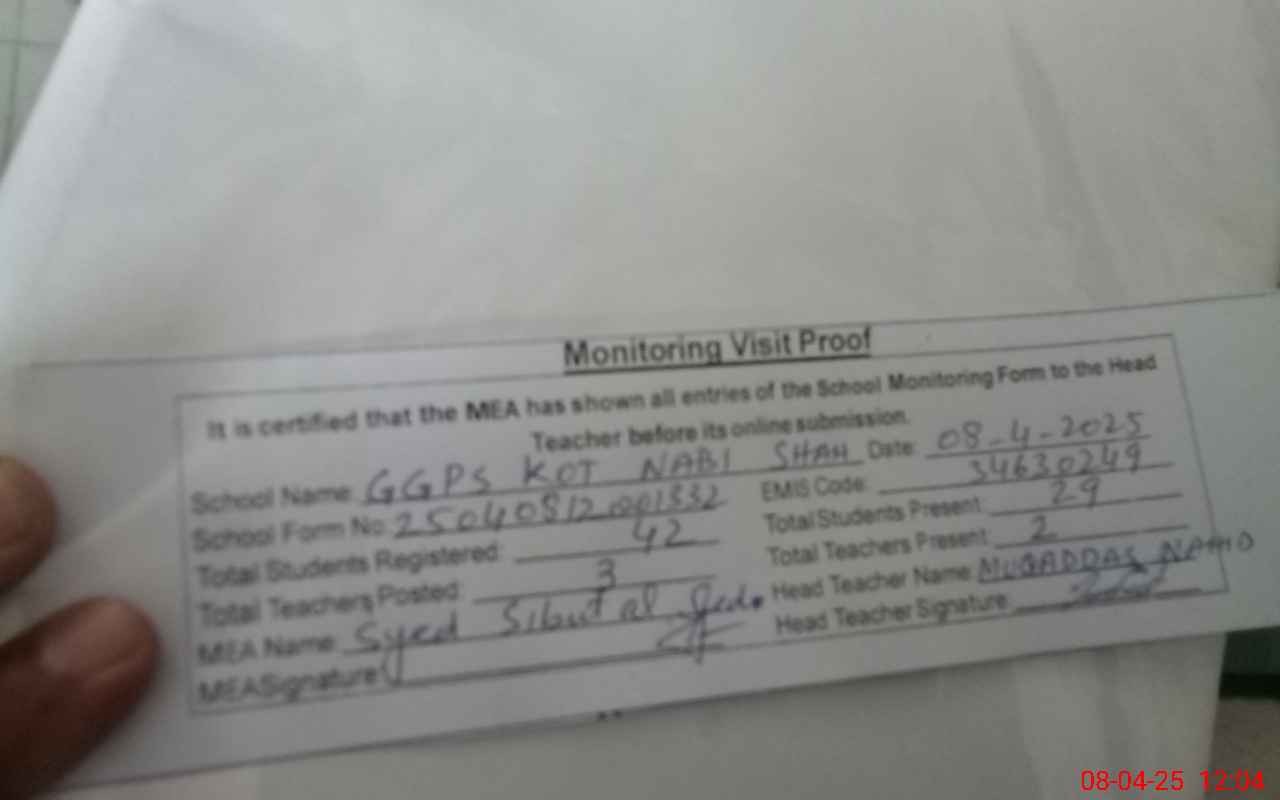 Monitoring Visit Proof
It is certified that the MEA has shown all entries of the School Monitoring Form to the Head
Teacher before its online submission.
School Name: GGPS KOT NABI SHAH Date: 08-4-2025
School Form No: 25040812001332 EMIS Code: 34630249
Total Students Registered: 42 Total Students Present: 29
Total Teachers Posted: 3 Total Teachers Present: 2
MEA Name: Syed Sibut al Head Teacher Name: MUQADDAS
MEA Signature: Head Teacher Signature:
08-04-25 12:04